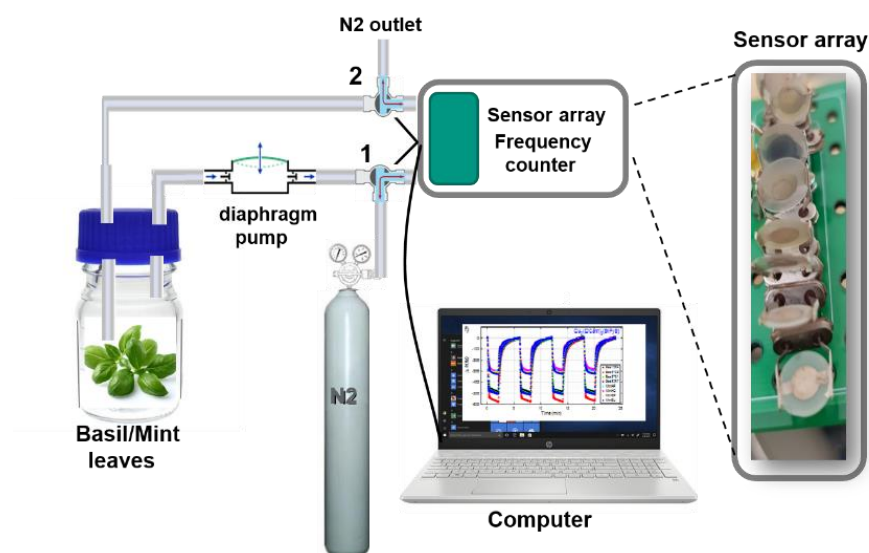 N2 outlet
Sensor array
2
Sensor array
Frequency
counter
1
diaphragm
pump
N2
Basil/Mint
leaves
Computer